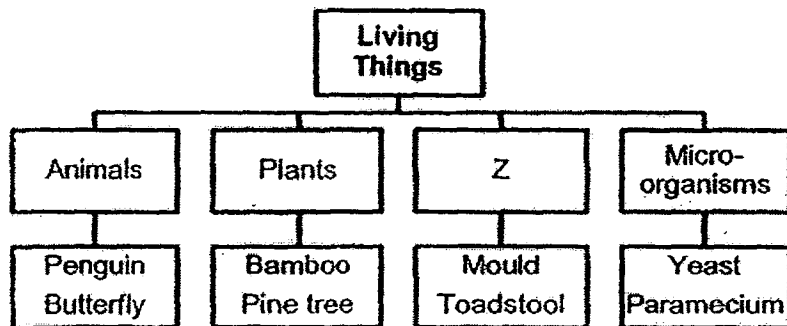 Living
Things
Animals
Plants
Z
Micro-
organisms
Penguin
Butterfly
Bamboo
Pine tree
Mould
Toadstool
Yeast
Paramecium